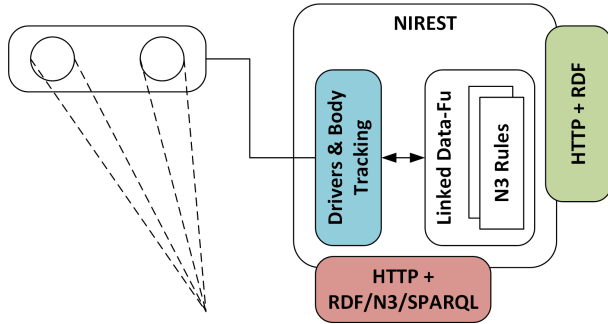 NIREST
Drivers & Body
Tracking
Linked Data-Fu
N3 Rules
HTTP + RDF
HTTP +
RDF/N3/SPARQL